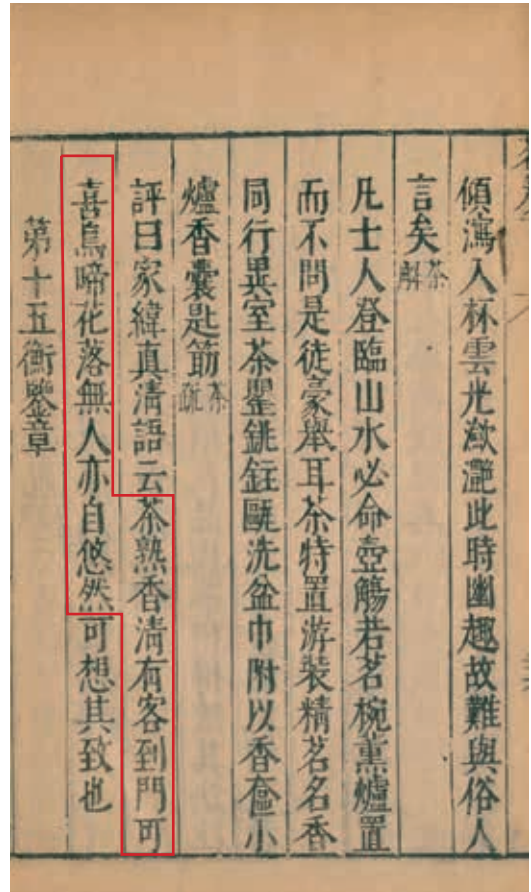 傾瀉入杯雲光瀲灧此時幽趣故難與俗人
言矣茶解
凡士人登臨山水必命壺觴若茗椀熏爐置
而不問是徒豪舉耳茶特置游裝精茗名香
同行異室茶罌銚鉟甌洗盆巾附以香奩小
爐香囊匙筯茶疏
評曰家緯真清語云茶熟香清有客到門可
喜鳥啼花落無人亦自悠然可想其致也
第十五衡鑒章